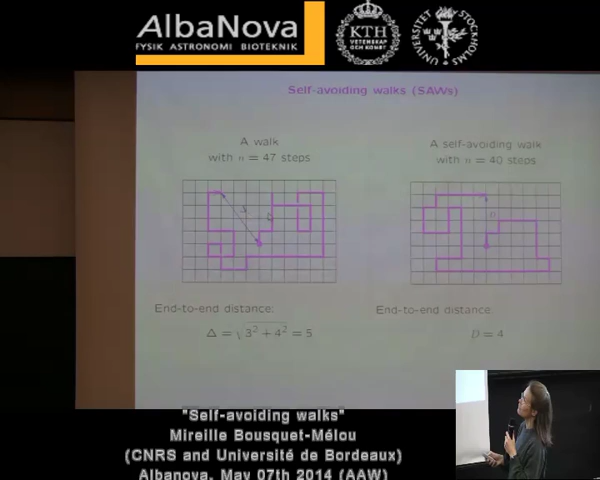 AlbaNova
FYSIK ASTRONOMI BIOTEKNIK
KTH
VETENSKAP
OCH KONST
STOCKHOLMS
UNIVERSITET
Self-avoiding walks (SAWs)
A walk
with n = 47 steps
A self-avoiding walk
with n = 40 steps
End-to-end distance:
Δ = √3² + 4² = 5
End-to-end distance:
D = 4
"Self-avoiding walks"
Mireille Bousquet-Mélou
(CNRS and Université de Bordeaux)
Albanova, May 07th 2014 (AAW)